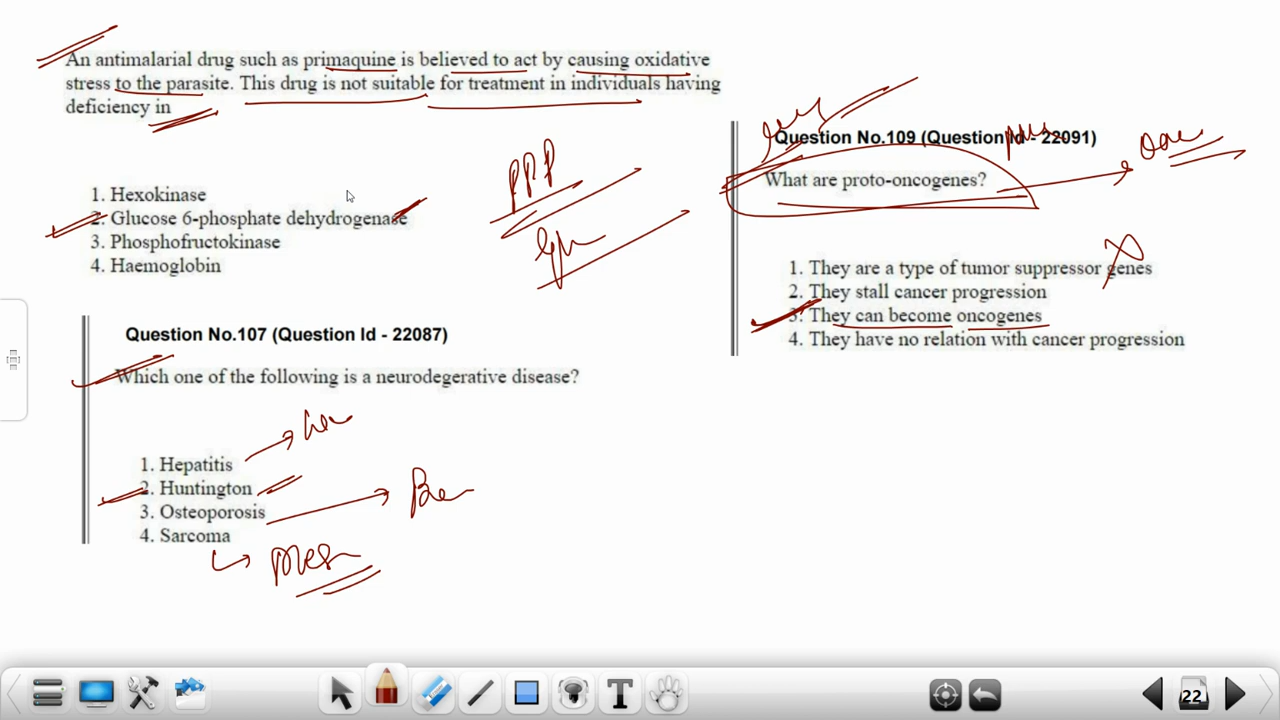 An antimalarial drug such as primaquine is believed to act by causing oxidative
stress to the parasite. This drug is not suitable for treatment in individuals having
deficiency in
1. Hexokinase
2. Glucose 6-phosphate dehydrogenase
3. Phosphofructokinase
4. Haemoglobin
PPP
Question No.107 (Question Id - 22087)
Which one of the following is a neurodegerative disease?
1. Hepatitis
2. Huntington
3. Osteoporosis
4. Sarcoma
Question No.109 (Question Id - 22091)
What are proto-oncogenes?
1. They are a type of tumor suppressor genes
2. They stall cancer progression
3. They can become oncogenes
4. They have no relation with cancer progression
T
22